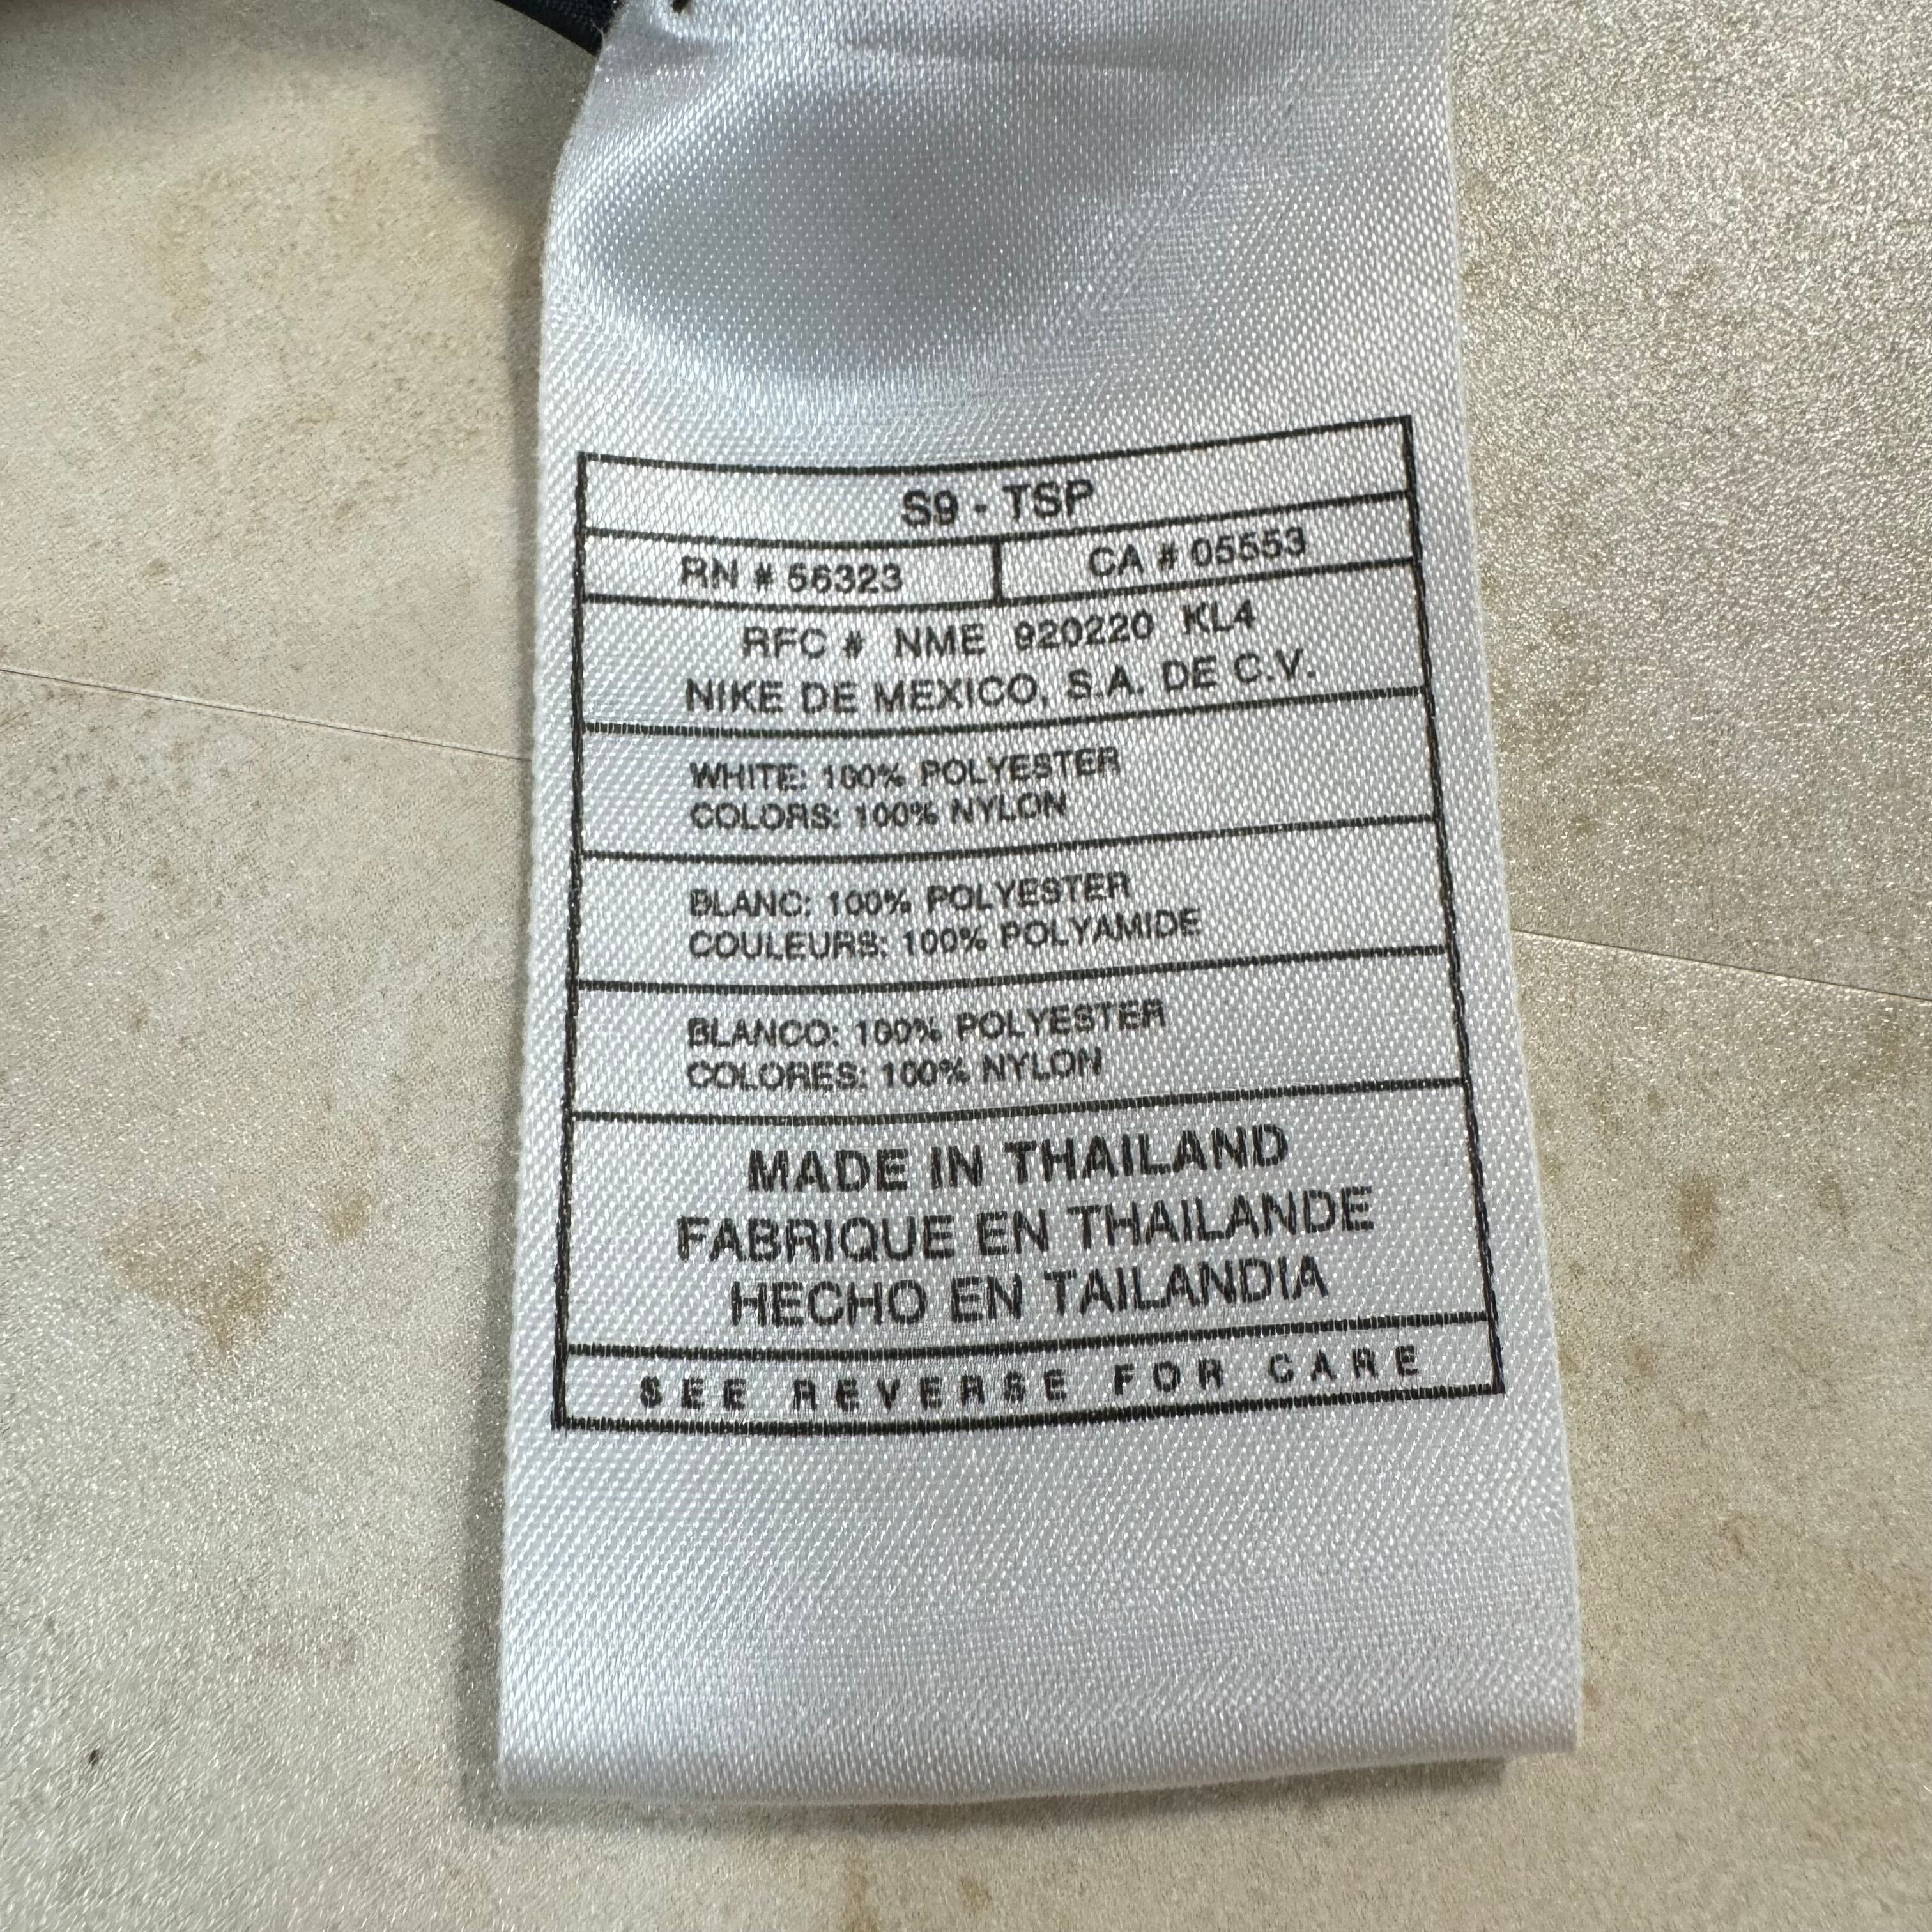 S9 - TSP
RN # 56323
CA # 05553
RFC # NME 920220 KL4
NIKE DE MEXICO, S.A. DE C.V.
WHITE: 100% POLYESTER
COLORS: 100% NYLON
BLANC: 100% POLYESTER
COULEURS: 100% POLYAMIDE
BLANCO: 100% POLYESTER
COLORES: 100% NYLON
MADE IN THAILAND
FABRIQUE EN THAILANDE
HECHO EN TAILANDIA
SEE REVERSE FOR CARE